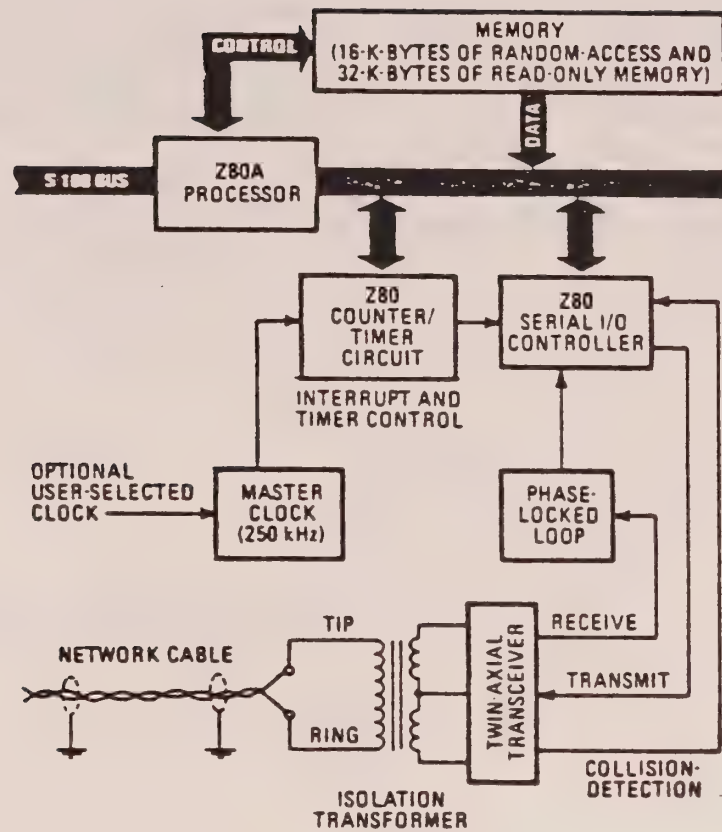 CONTROL
MEMORY
(16-K-BYTES OF RANDOM-ACCESS AND
32-K-BYTES OF READ-ONLY MEMORY)
DATA
S 100 BUS
Z80A
PROCESSOR
Z80
COUNTER/
TIMER
CIRCUIT
Z80
SERIAL I/O
CONTROLLER
INTERRUPT AND
TIMER CONTROL
OPTIONAL
USER-SELECTED
CLOCK
MASTER
CLOCK
(250 kHz)
PHASE-
LOCKED
LOOP
TIP
NETWORK CABLE
RING
ISOLATION
TRANSFORMER
TWIN-AXIAL
TRANSCEIVER
RECEIVE
TRANSMIT
COLLISION-
DETECTION